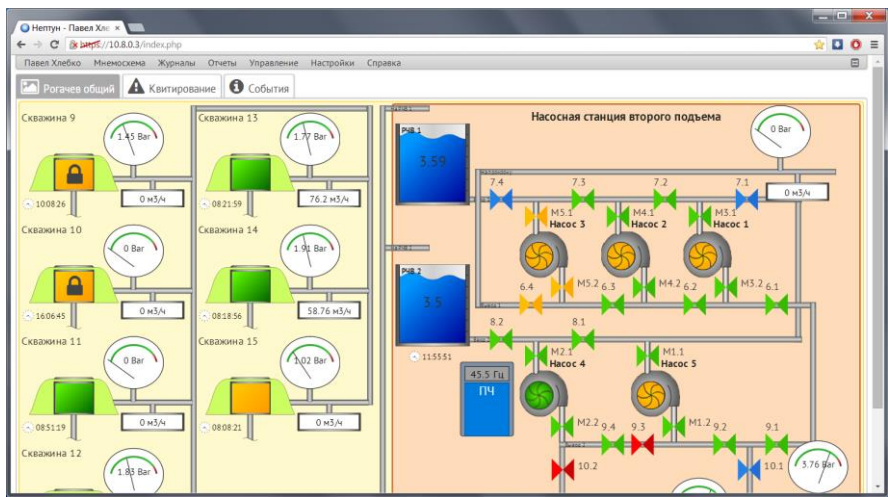 Нептун - Павел Хле ×
https://10.8.0.3/index.php
Павел Хлебко Мнемосхема Журналы Отчеты Управление Настройки Справка
Рогачев общий Квитирование События
Скважина 9
1.45 Bar
10:08:26
0 м3/ч
Скважина 10
0 Bar
16:06:45
0 м3/ч
Скважина 11
0 Bar
08:51:19
0 м3/ч
Скважина 12
1.83 Bar
Скважина 13
1.77 Bar
08:21:59
76.2 м3/ч
Скважина 14
1.91 Bar
08:18:56
58.76 м3/ч
Скважина 15
1.02 Bar
08:08:21
0 м3/ч
Насосная станция второго подъема
0 Bar
0 м3/ч
РЧВ 1
3.59
РЧВ 2
3.5
11:55:51
7.4 7.3 7.2 7.1
M5.1 M4.1 M3.1
Насос 3 Насос 2 Насос 1
M5.2 M4.2 M3.2
6.4 6.3 6.2 6.1
8.2 8.1
M2.1 M1.1
Насос 4 Насос 5
45.5 Гц
ПЧ
M2.2 M1.2
9.4 9.3 9.2 9.1
10.2 10.1
3.76 Bar